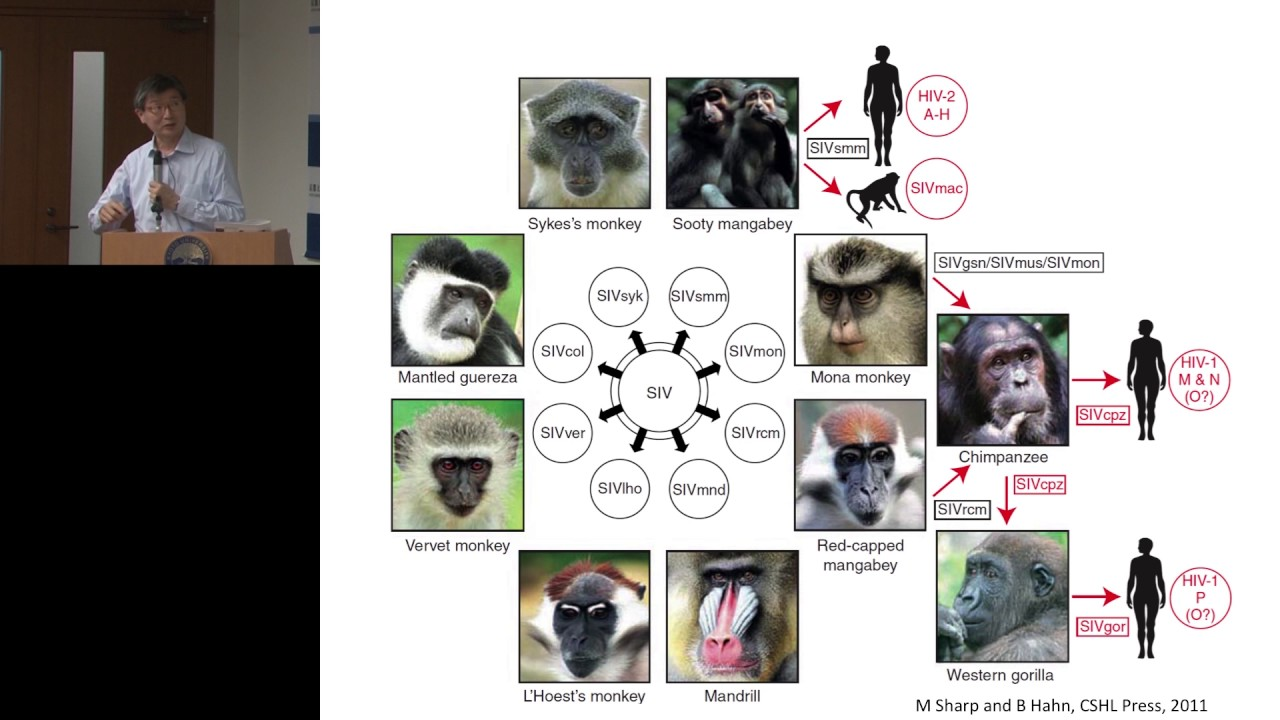 HIV-2
A-H
SIVsmm
SIVmac
Sykes's monkey
Sooty mangabey
SIVgsn/SIVmus/SIVmon
SIVsyk
SIVsmm
SIVcol
SIVmon
Mantled guereza
Mona monkey
HIV-1
M & N
(O?)
SIV
SIVcpz
SIVver
SIVrcm
Chimpanzee
SIVcpz
SIVlho
SIVmnd
SIVrcm
Vervet monkey
Red-capped
mangabey
HIV-1
P
(O?)
SIVgor
Western gorilla
L'Hoest's monkey
Mandrill
M Sharp and B Hahn, CSHL Press, 2011